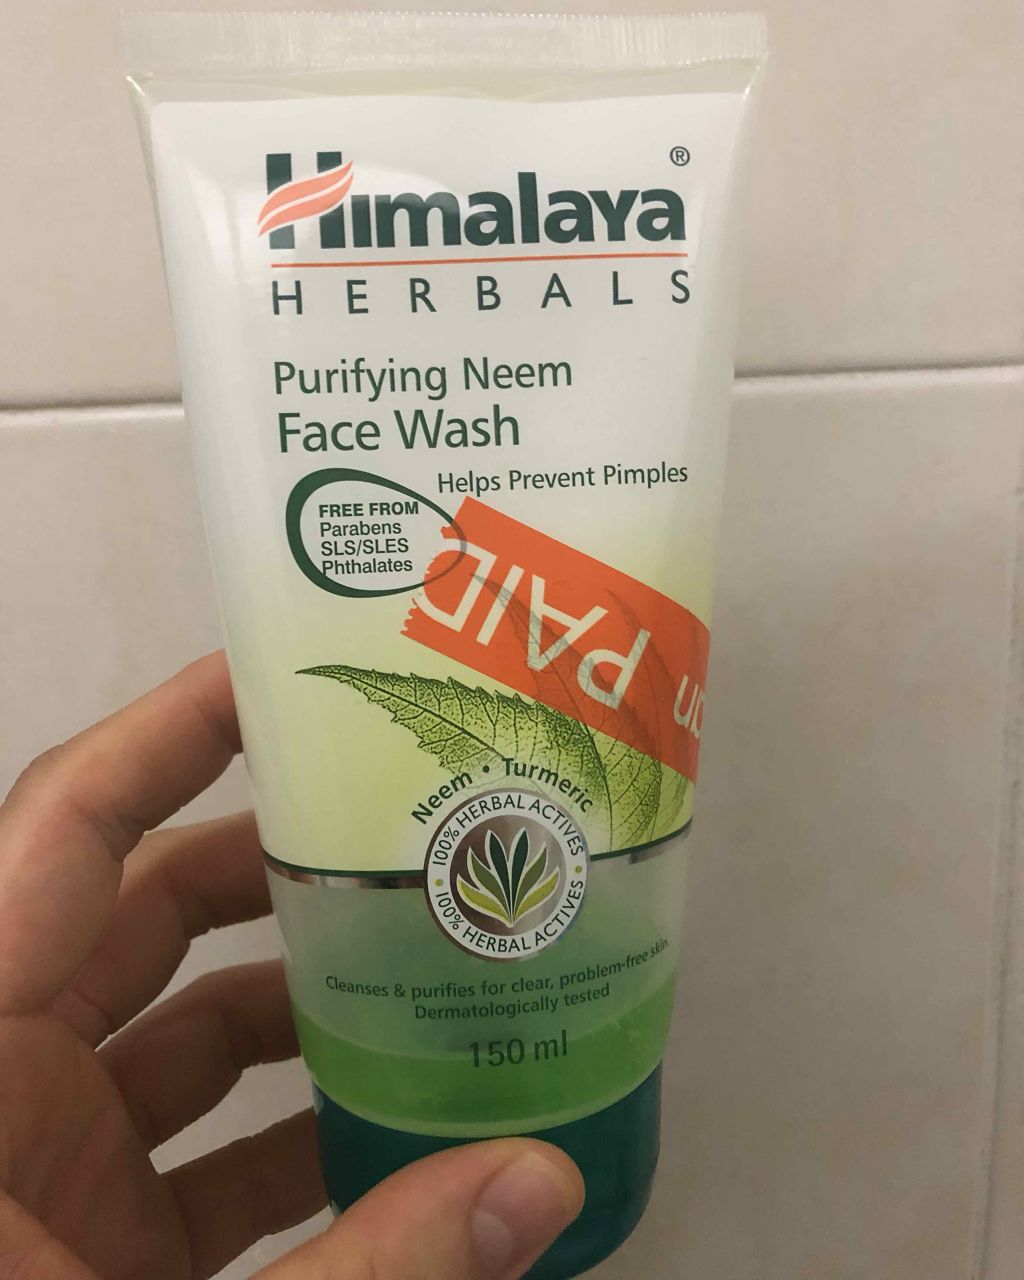 Himalaya®
HERBALS
Purifying Neem
Face Wash
Helps Prevent Pimples
FREE FROM
Parabens
SLS/SLES
Phthalates
PAID
Neem • Turmeric
100% HERBAL ACTIVES • 100% HERBAL ACTIVES •
Cleanses & purifies for clear, problem-free skin.
Dermatologically tested
150 ml